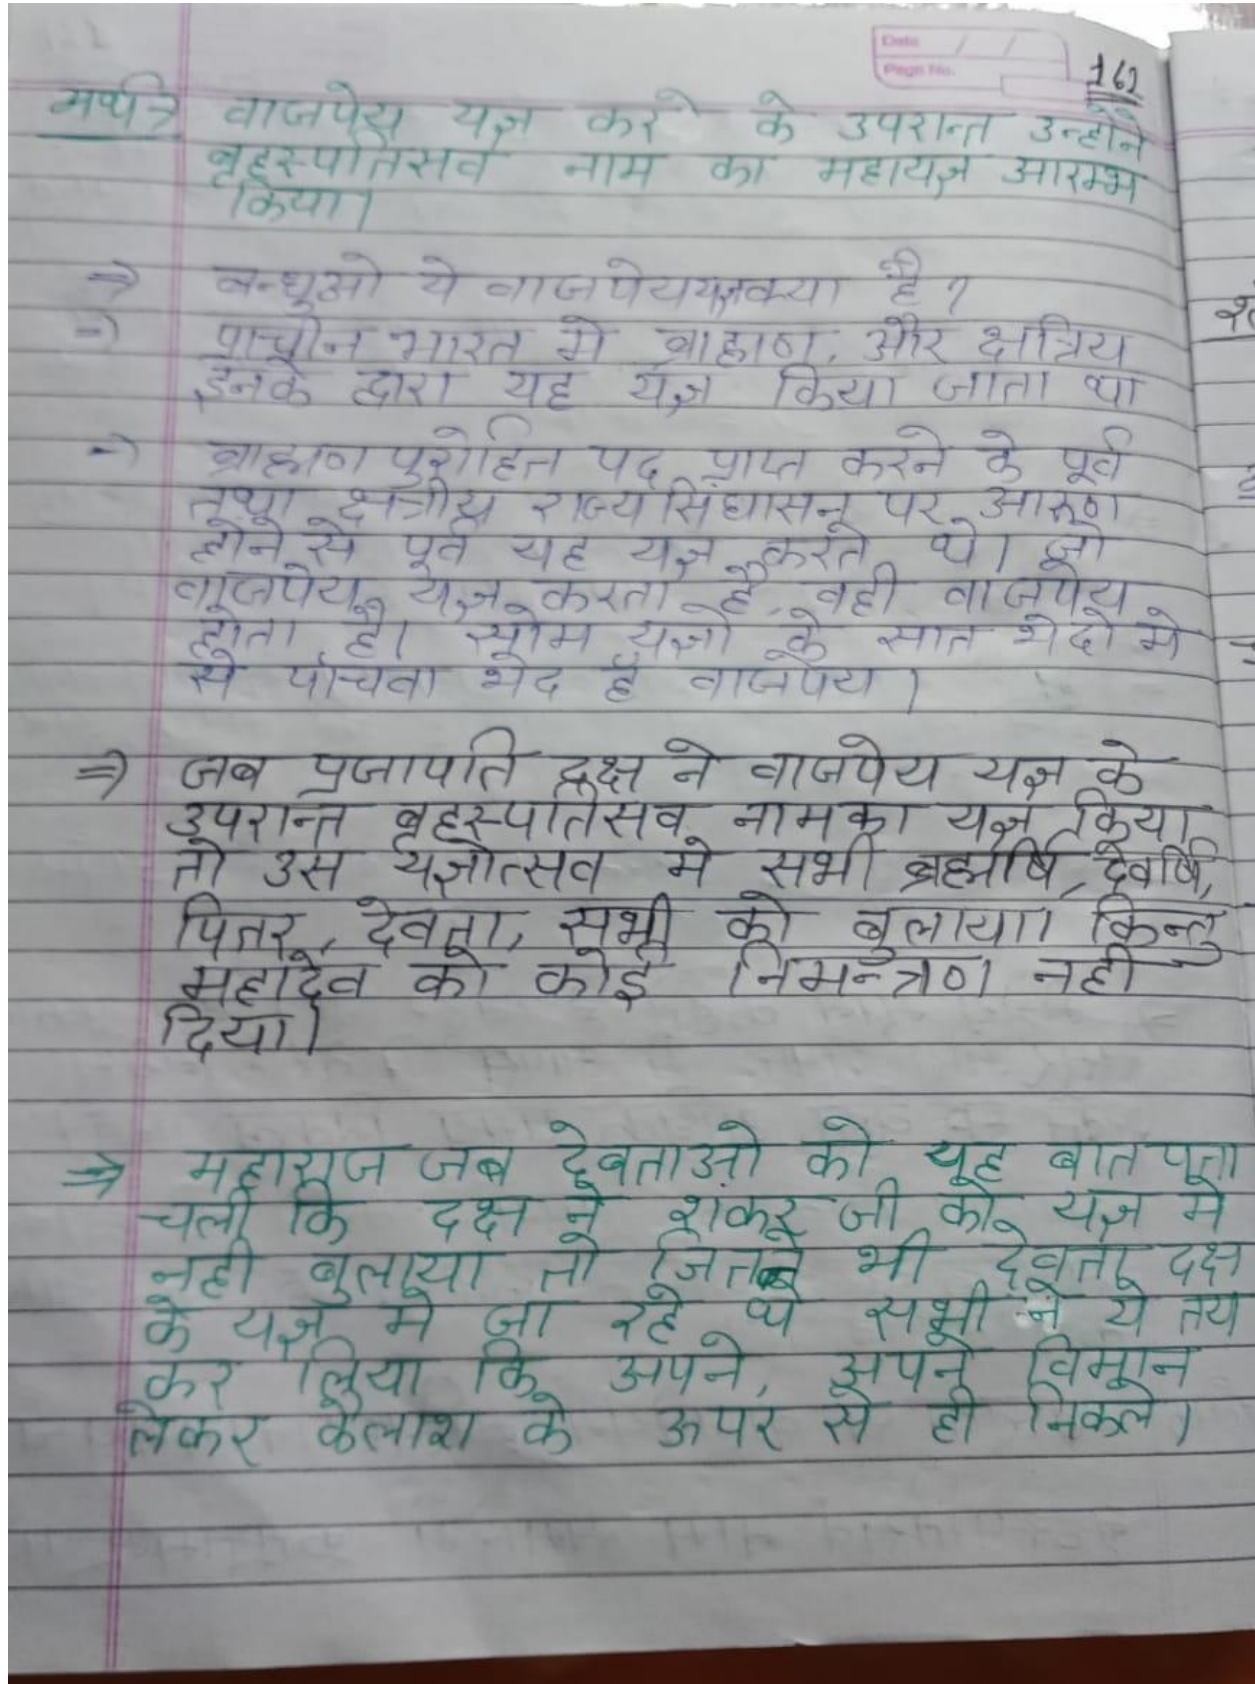 Date / /
Page No.
162
वाजपेय यज्ञ करे के उपरान्त उन्होंने
बृहस्पतिसव नाम का महायज्ञ आरम्भ
किया।
⇒ बन्धुओ ये वाजपेययज्ञक्या है ?
⇒ प्राचीन भारत मे ब्राह्मण, और क्षत्रिय
इनके द्वारा यह यज्ञ किया जाता था
⇒ ब्राह्मण पुरोहित पद प्राप्त करने के पूर्व
तथा क्षत्रीय राज्य सिंघासन पर आरूण
होने से पूर्व यह यज्ञ करते थे। जो
वाजपेय यज्ञ करता है, वही वाजपेय
होता है। सोम यज्ञो के सात भेदो मे
से पांचवा भेद है वाजपेय।
⇒ जब प्रजापति द्रक्ष ने वाजपेय यज्ञ के
उपरान्त बृहस्पतिसव नामका यज्ञ किया
तो उस यज्ञोत्सव मे सभी ब्रह्मर्षि, देवर्षि,
पितर, देवता, सभी को बुलाया। किन्तु
महादेव को कोई निमन्त्रण नही
दिया।
⇒ महाराज जब देवताओ को यह बात पता
चली कि दक्ष ने शंकर जी को यज्ञ मे
नही बुलाया तो जितने भी देवता दक्ष
के यज्ञ मे जा रहे थे सभी ने ये तय
कर लिया कि अपने, अपने विमान
लेकर कैलाश के ऊपर से ही निकले।